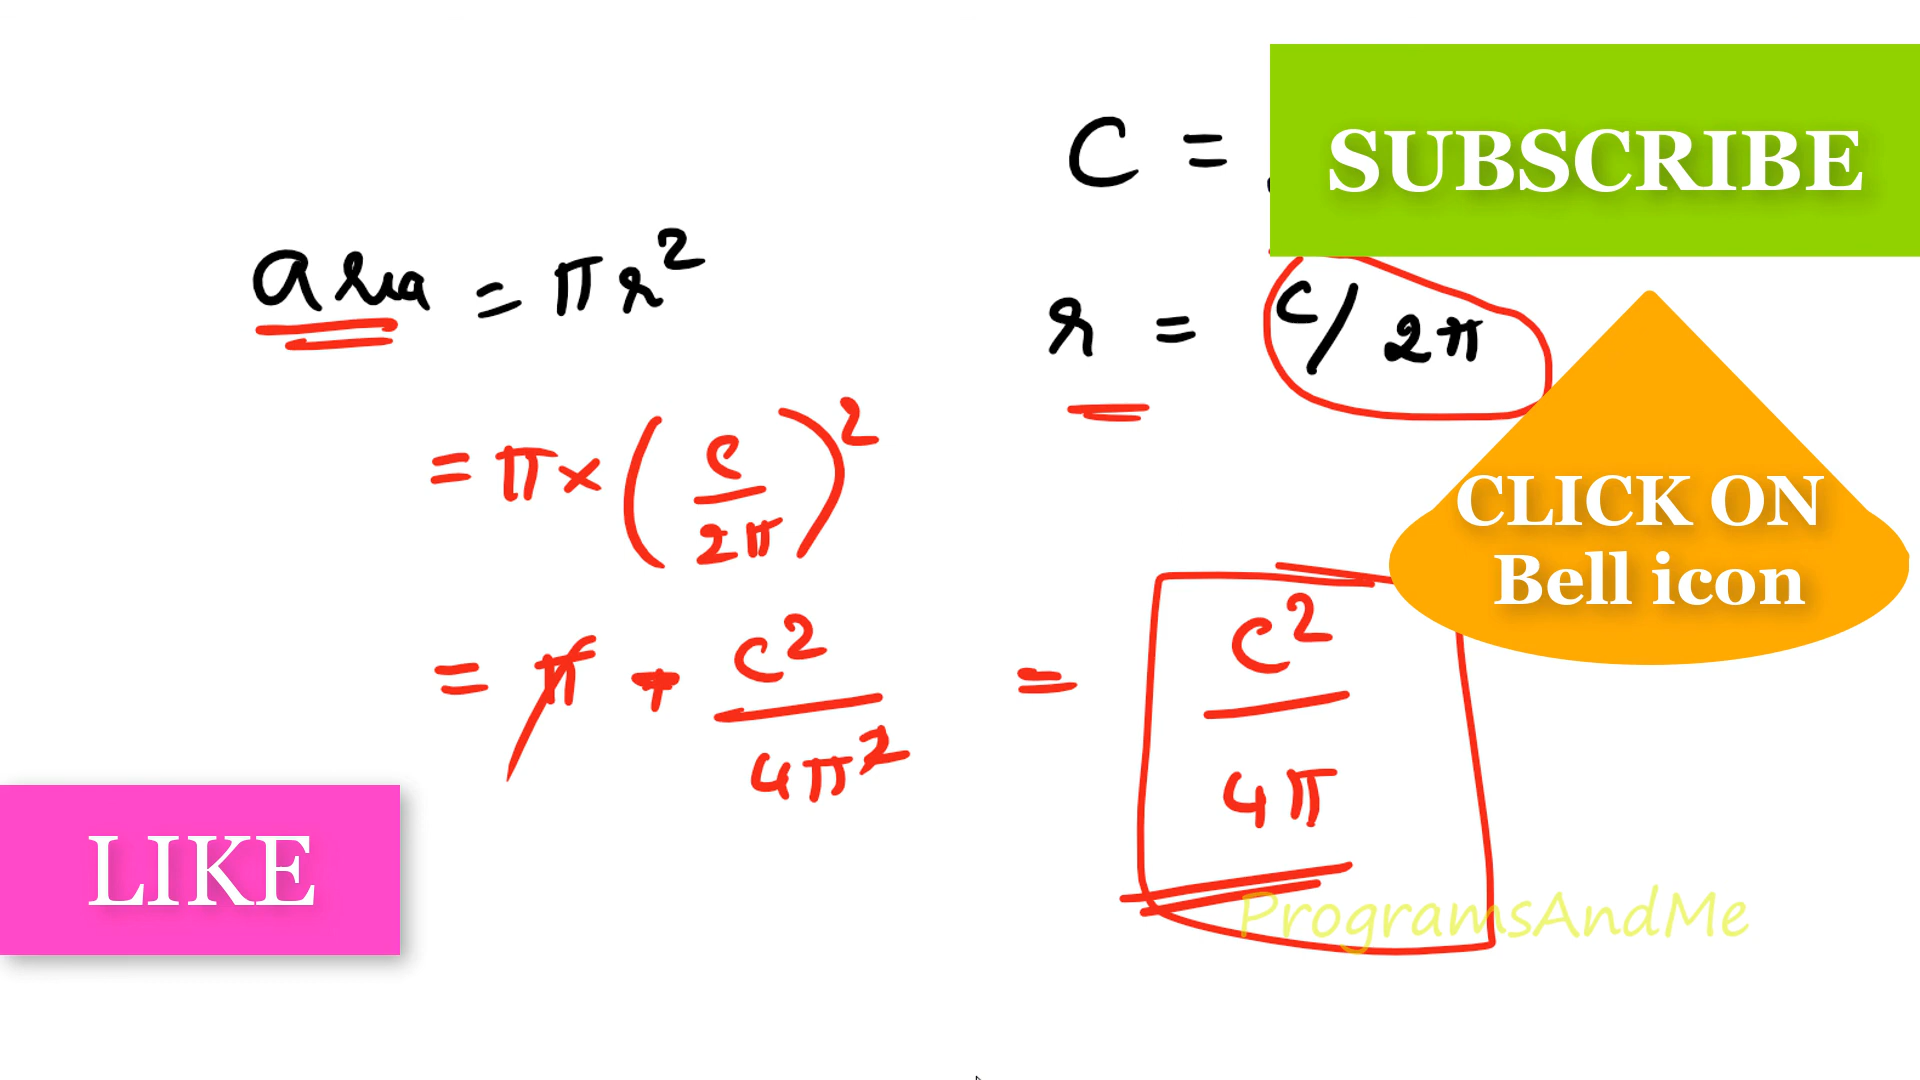 C =
SUBSCRIBE
area = πr²
r = C/2π
= π × (c/2π)²
CLICK ON
Bell icon
= π * c²/4π² = c²/4π
LIKE
ProgramsAndMe